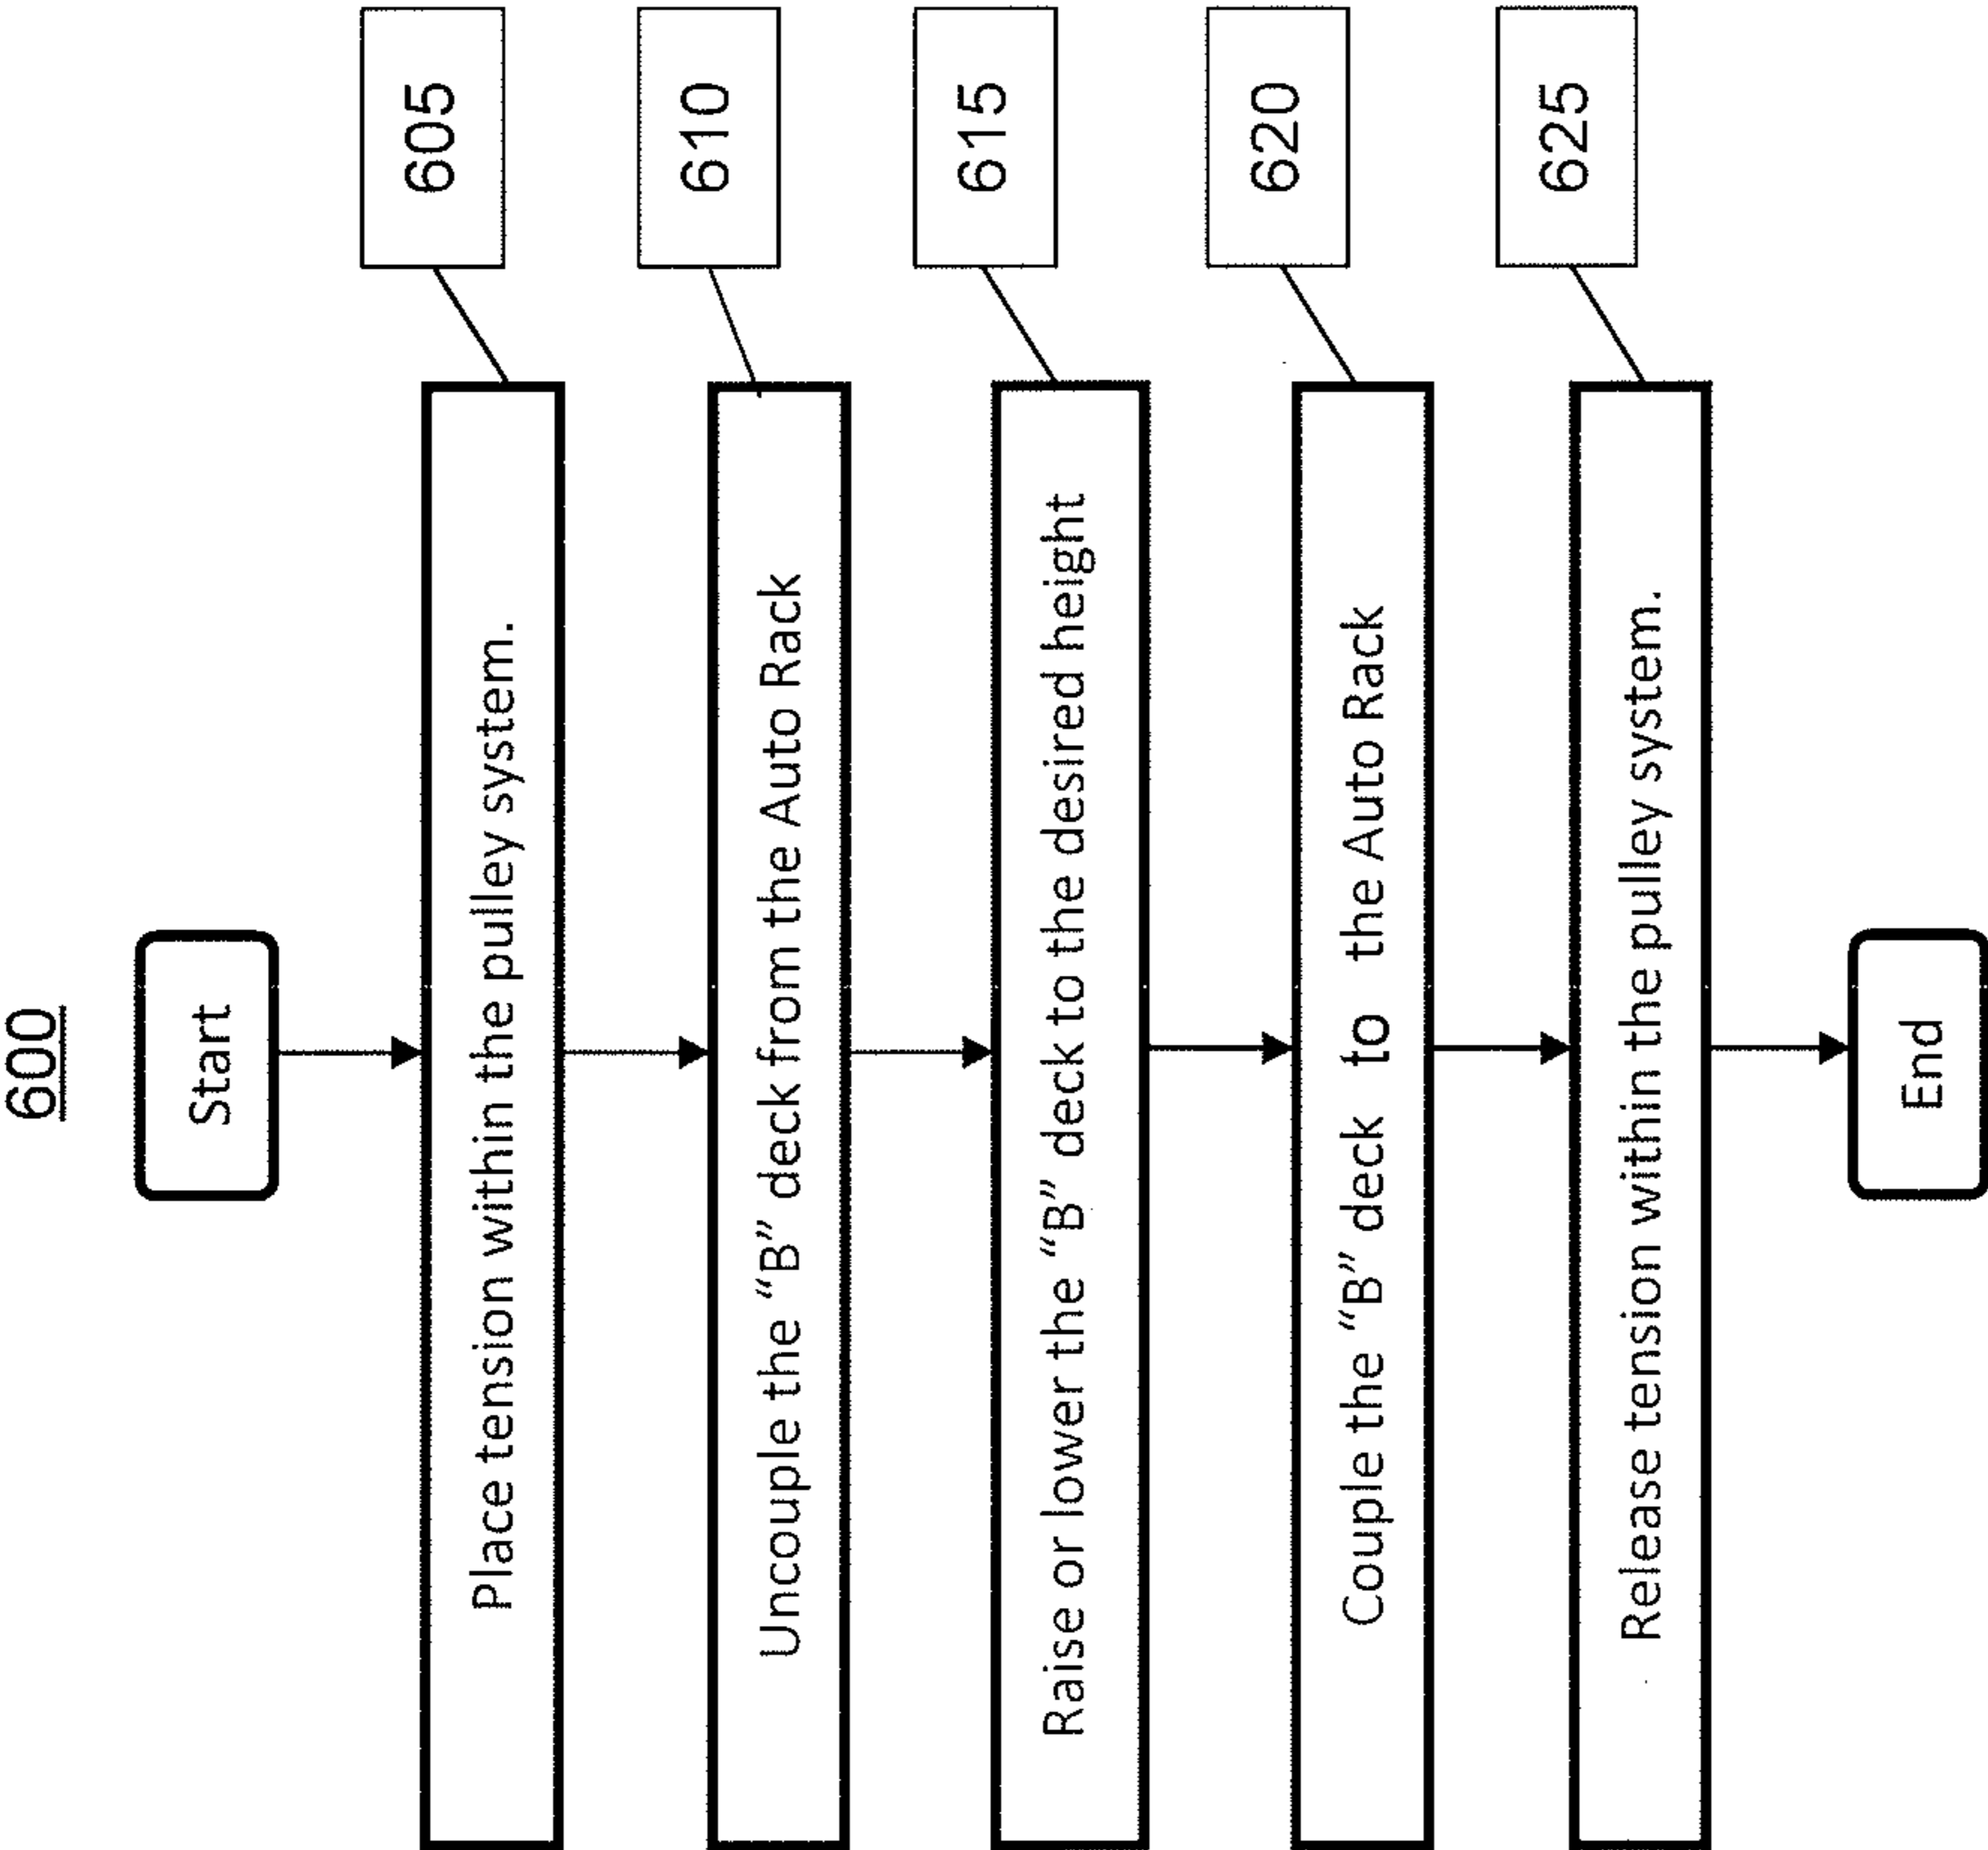 600
Start
Place tension within the pulley system.
605
Uncouple the “B” deck from the Auto Rack
610
Raise or lower the “B” deck to the desired height
615
Couple the “B” deck to the Auto Rack
620
Release tension within the pulley system.
625
End